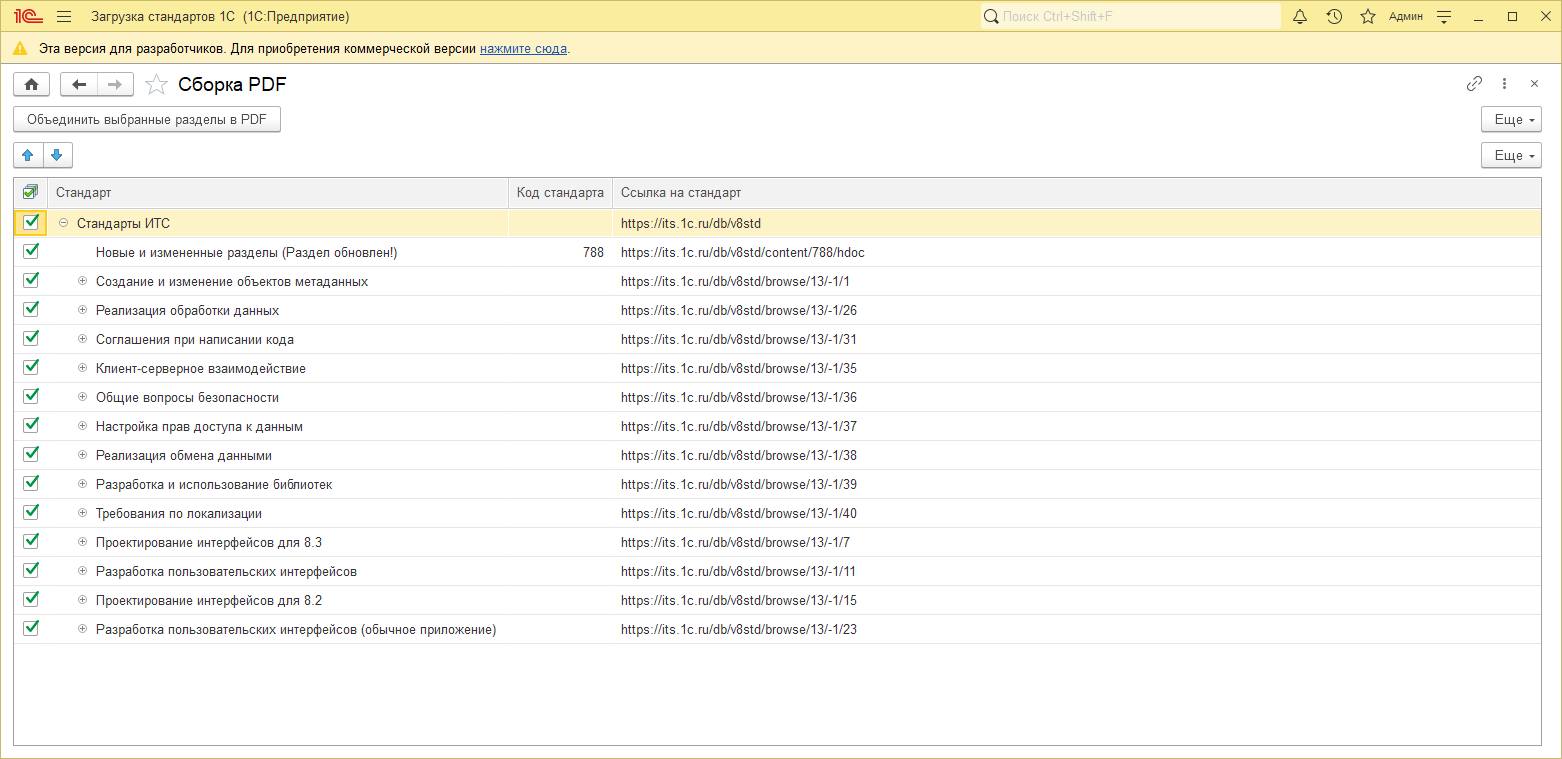 1С Загрузка стандартов 1С (1С:Предприятие) Поиск Ctrl+Shift+F Админ
Эта версия для разработчиков. Для приобретения коммерческой версии нажмите сюда.
Сборка PDF
Объединить выбранные разделы в PDF Еще
Еще
Стандарт Код стандарта Ссылка на стандарт
Стандарты ИТС https://its.1c.ru/db/v8std
Новые и измененные разделы (Раздел обновлен!) 788 https://its.1c.ru/db/v8std/content/788/hdoc
Создание и изменение объектов метаданных https://its.1c.ru/db/v8std/browse/13/-1/1
Реализация обработки данных https://its.1c.ru/db/v8std/browse/13/-1/26
Соглашения при написании кода https://its.1c.ru/db/v8std/browse/13/-1/31
Клиент-серверное взаимодействие https://its.1c.ru/db/v8std/browse/13/-1/35
Общие вопросы безопасности https://its.1c.ru/db/v8std/browse/13/-1/36
Настройка прав доступа к данным https://its.1c.ru/db/v8std/browse/13/-1/37
Реализация обмена данными https://its.1c.ru/db/v8std/browse/13/-1/38
Разработка и использование библиотек https://its.1c.ru/db/v8std/browse/13/-1/39
Требования по локализации https://its.1c.ru/db/v8std/browse/13/-1/40
Проектирование интерфейсов для 8.3 https://its.1c.ru/db/v8std/browse/13/-1/7
Разработка пользовательских интерфейсов https://its.1c.ru/db/v8std/browse/13/-1/11
Проектирование интерфейсов для 8.2 https://its.1c.ru/db/v8std/browse/13/-1/15
Разработка пользовательских интерфейсов (обычное приложение) https://its.1c.ru/db/v8std/browse/13/-1/23